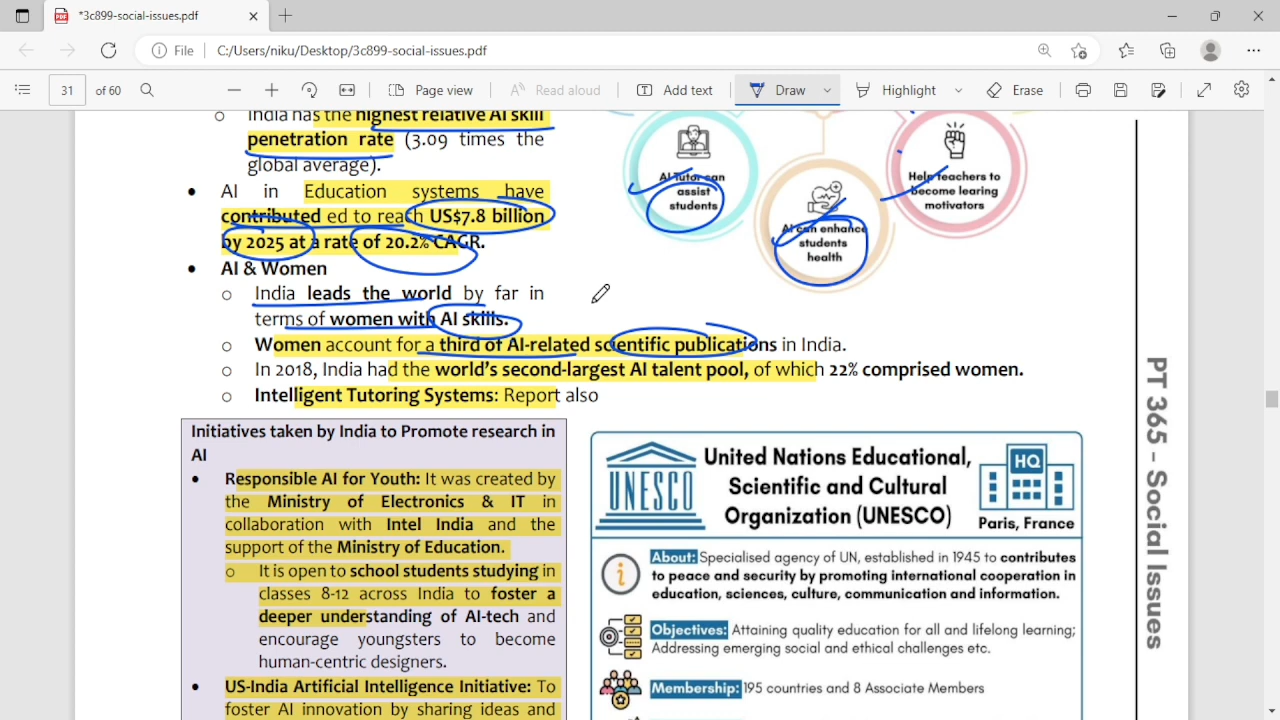 *3c899-social-issues.pdf
File
C:/Users/niku/Desktop/3c899-social-issues.pdf
31 of 60
Page view
Read aloud
Add text
Draw
Highlight
Erase
o India has the highest relative AI skill
penetration rate (3.09 times the
global average).
• AI in Education systems have
contributed ed to reach US$7.8 billion
by 2025 at a rate of 20.2% CAGR.
• AI & Women
o India leads the world by far in
terms of women with AI skills.
o Women account for a third of AI-related scientific publications in India.
o In 2018, India had the world's second-largest AI talent pool, of which 22% comprised women.
o Intelligent Tutoring Systems: Report also
AI Tutor can
assist
students
AI can enhance
students
health
Help teachers to
become learing
motivators
Initiatives taken by India to Promote research in
AI
• Responsible AI for Youth: It was created by
the Ministry of Electronics & IT in
collaboration with Intel India and the
support of the Ministry of Education.
o It is open to school students studying in
classes 8-12 across India to foster a
deeper understanding of AI-tech and
encourage youngsters to become
human-centric designers.
• US-India Artificial Intelligence Initiative: To
foster AI innovation by sharing ideas and
UNESCO
United Nations Educational,
Scientific and Cultural
Organization (UNESCO)
HQ
Paris, France
About: Specialised agency of UN, established in 1945 to contributes
to peace and security by promoting international cooperation in
education, sciences, culture, communication and information.
Objectives: Attaining quality education for all and lifelong learning;
Addressing emerging social and ethical challenges etc.
Membership: 195 countries and 8 Associate Members
PT 365 - Social Issues